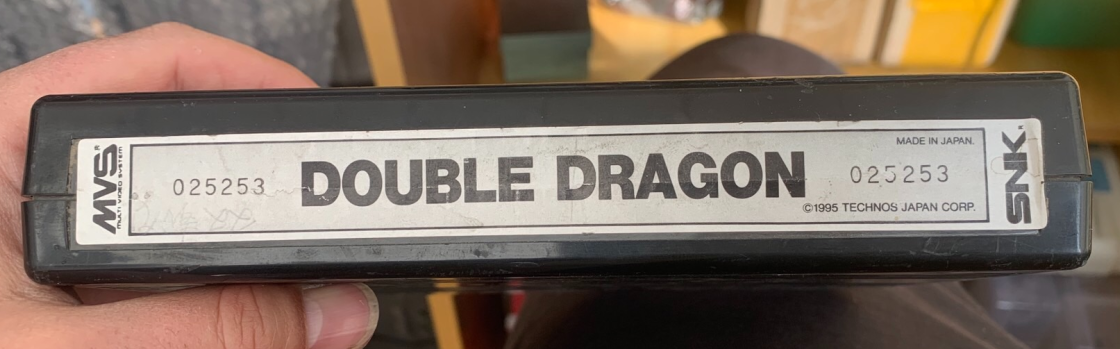 MVS®
MULTI VIDEO SYSTEM
025253
DOUBLE DRAGON
MADE IN JAPAN.
025253
©1995 TECHNOS JAPAN CORP.
SNK.